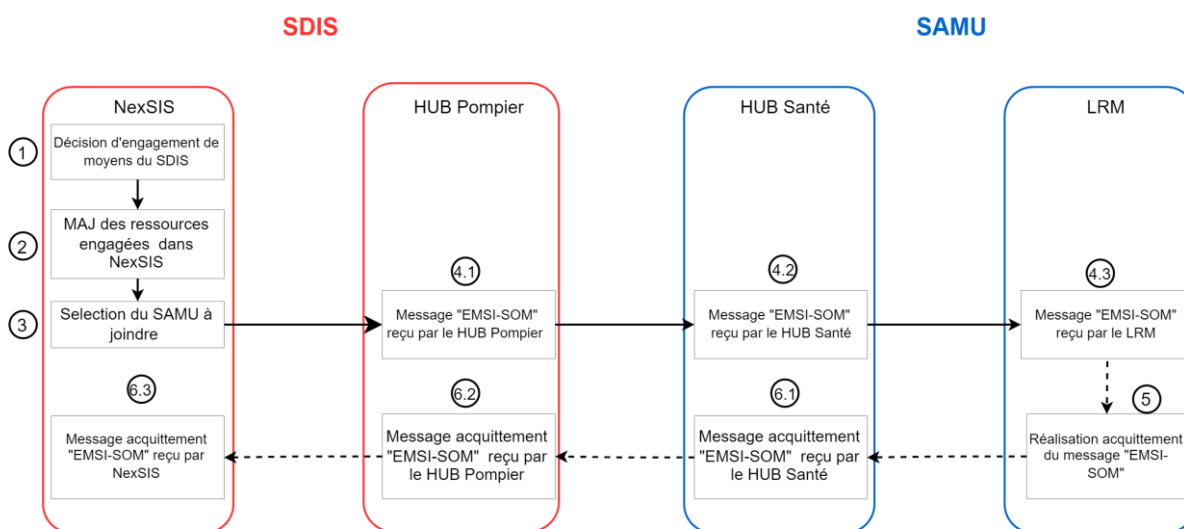 SDIS
SAMU
NexSIS
HUB Pompier
HUB Santé
LRM
1
Décision d'engagement de
moyens du SDIS
2
MAJ des ressources
engagées dans
NexSIS
3
Selection du SAMU à
joindre
4.1
Message "EMSI-SOM"
reçu par le HUB Pompier
4.2
Message "EMSI-SOM"
reçu par le HUB Santé
4.3
Message "EMSI-SOM"
reçu par le LRM
5
Réalisation acquittement
du message "EMSI-
SOM"
6.1
Message acquittement
"EMSI-SOM" reçu par
le HUB Santé
6.2
Message acquittement
"EMSI-SOM" reçu par
le HUB Pompier
6.3
Message acquittement
"EMSI-SOM" reçu par
NexSIS